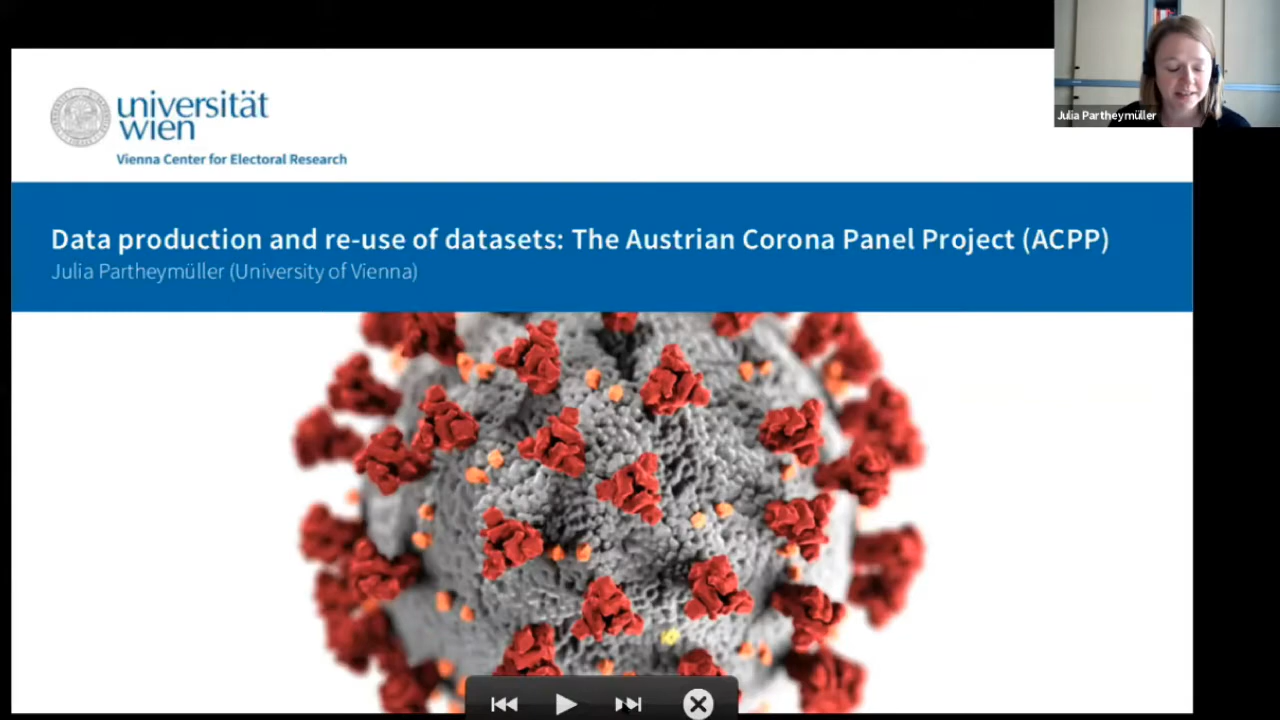 universität
wien
Vienna Center for Electoral Research
Julia Partheymüller
Data production and re-use of datasets: The Austrian Corona Panel Project (ACPP)
Julia Partheymüller (University of Vienna)